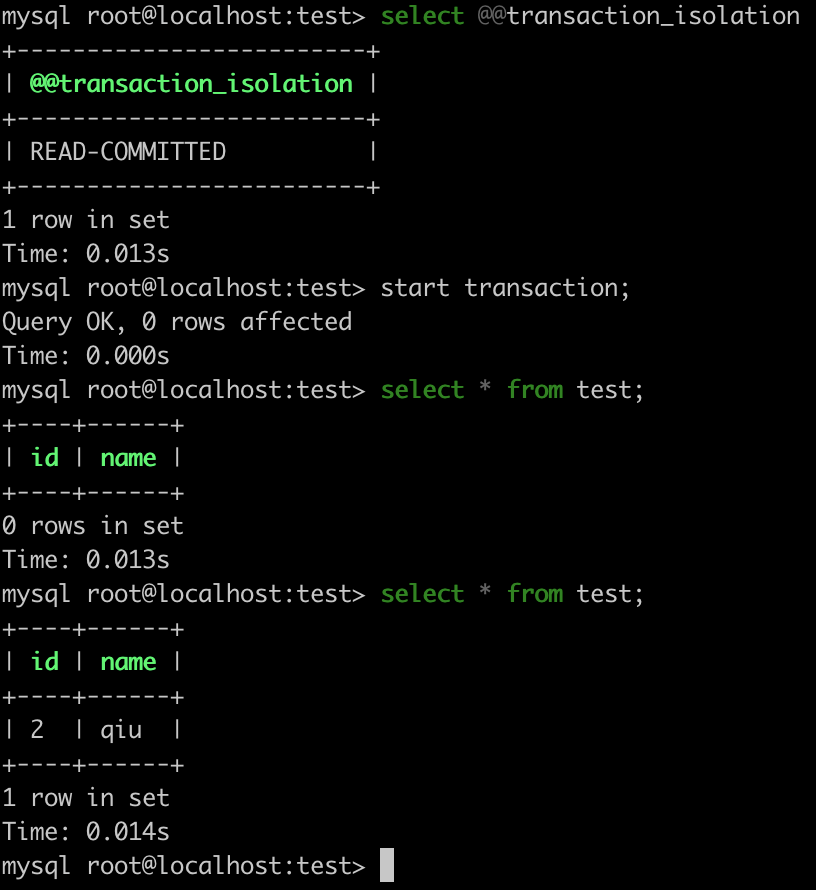 mysql root@localhost:test> select @@transaction_isolation
+-------------------------+
| @@transaction_isolation |
+-------------------------+
| READ-COMMITTED          |
+-------------------------+
1 row in set
Time: 0.013s
mysql root@localhost:test> start transaction;
Query OK, 0 rows affected
Time: 0.000s
mysql root@localhost:test> select * from test;
+----+------+
| id | name |
+----+------+
0 rows in set
Time: 0.013s
mysql root@localhost:test> select * from test;
+----+------+
| id | name |
+----+------+
| 2  | qiu  |
+----+------+
1 row in set
Time: 0.014s
mysql root@localhost:test>